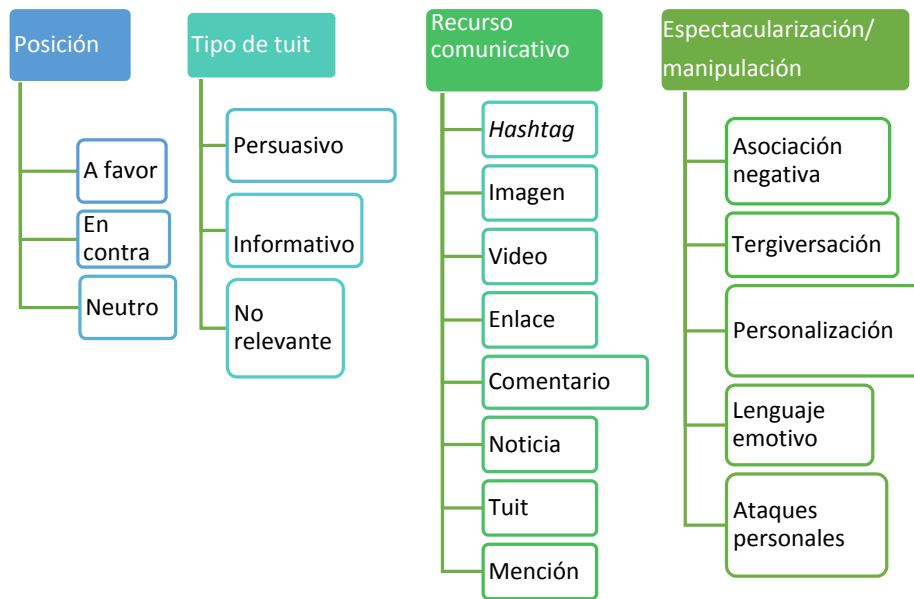 Posición
A favor
En
contra
Neutro
Tipo de tuit
Persuasivo
Informativo
No
relevante
Recurso
comunicativo
Hashtag
Imagen
Video
Enlace
Comentario
Noticia
Tuit
Mención
Espectacularización/
manipulación
Asociación
negativa
Tergiversación
Personalización
Lenguaje
emotivo
Ataques
personales